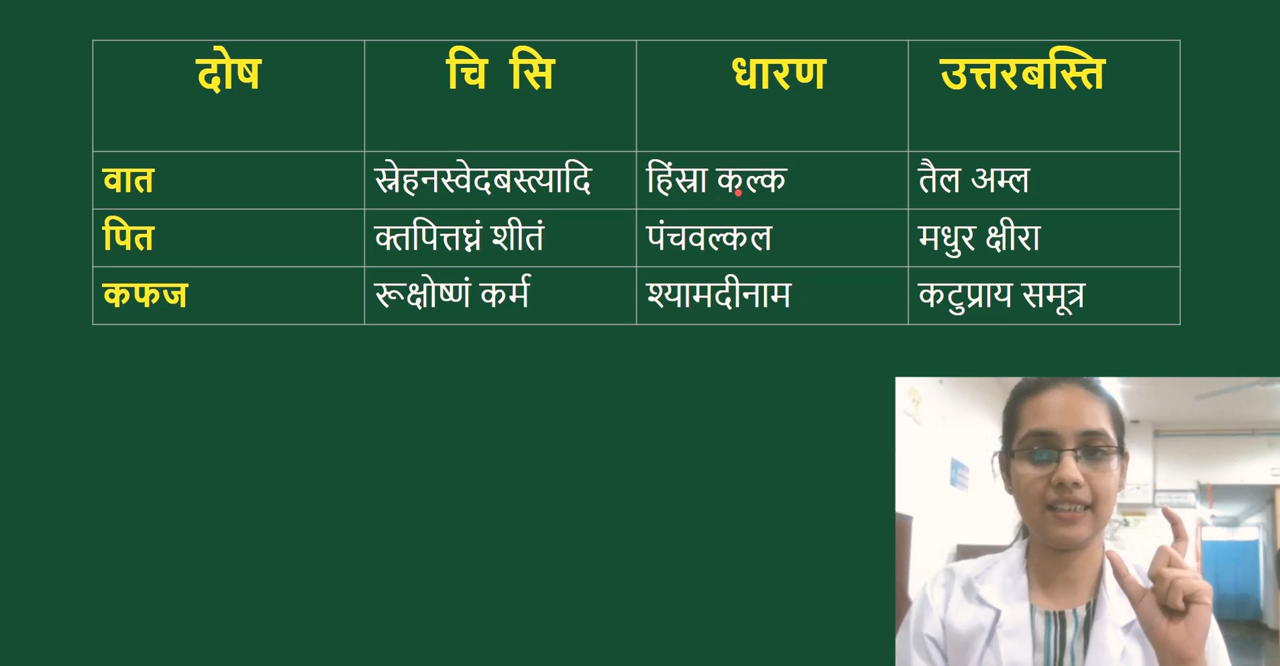 दोष चि सि धारण उत्तरबस्ति
वात स्नेहनस्वेदबस्त्यादि हिंस्रा कल्क तैल अम्ल
पित क्तपित्तघ्नं शीतं पंचवल्कल मधुर क्षीरा
कफज रूक्षोष्णं कर्म श्यामदीनाम कटुप्राय समूत्र